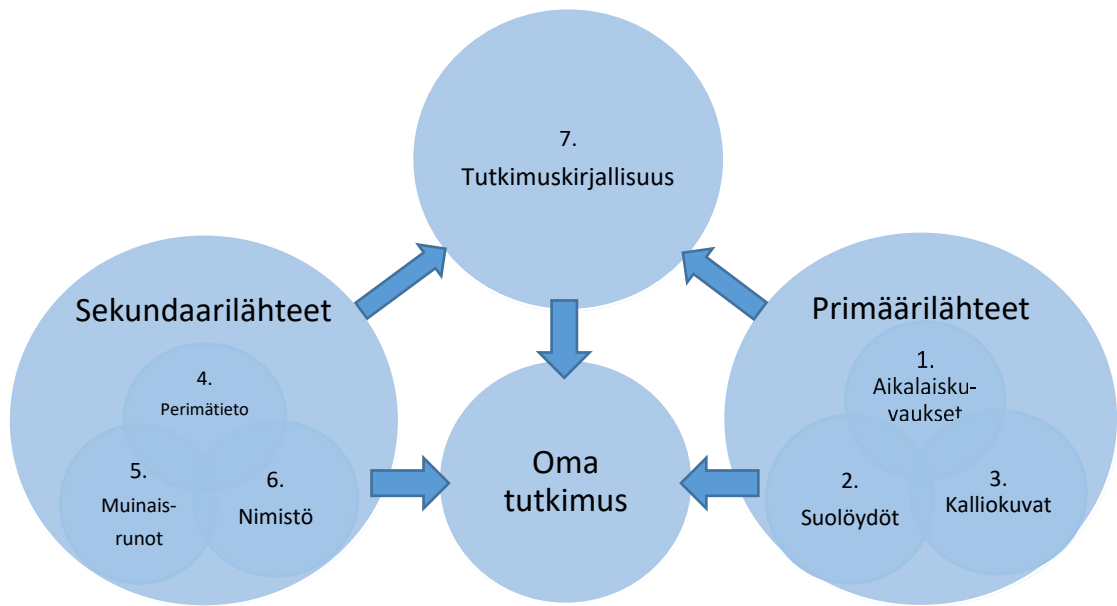 7.
Tutkimuskirjallisuus
Sekundaarilähteet
4.
Perimätieto
5.
Muinais-
runot
6.
Nimistö
Oma
tutkimus
Primäärilähteet
1.
Aikalaisku-
vaukset
2.
Suolöydöt
3.
Kalliokuvat